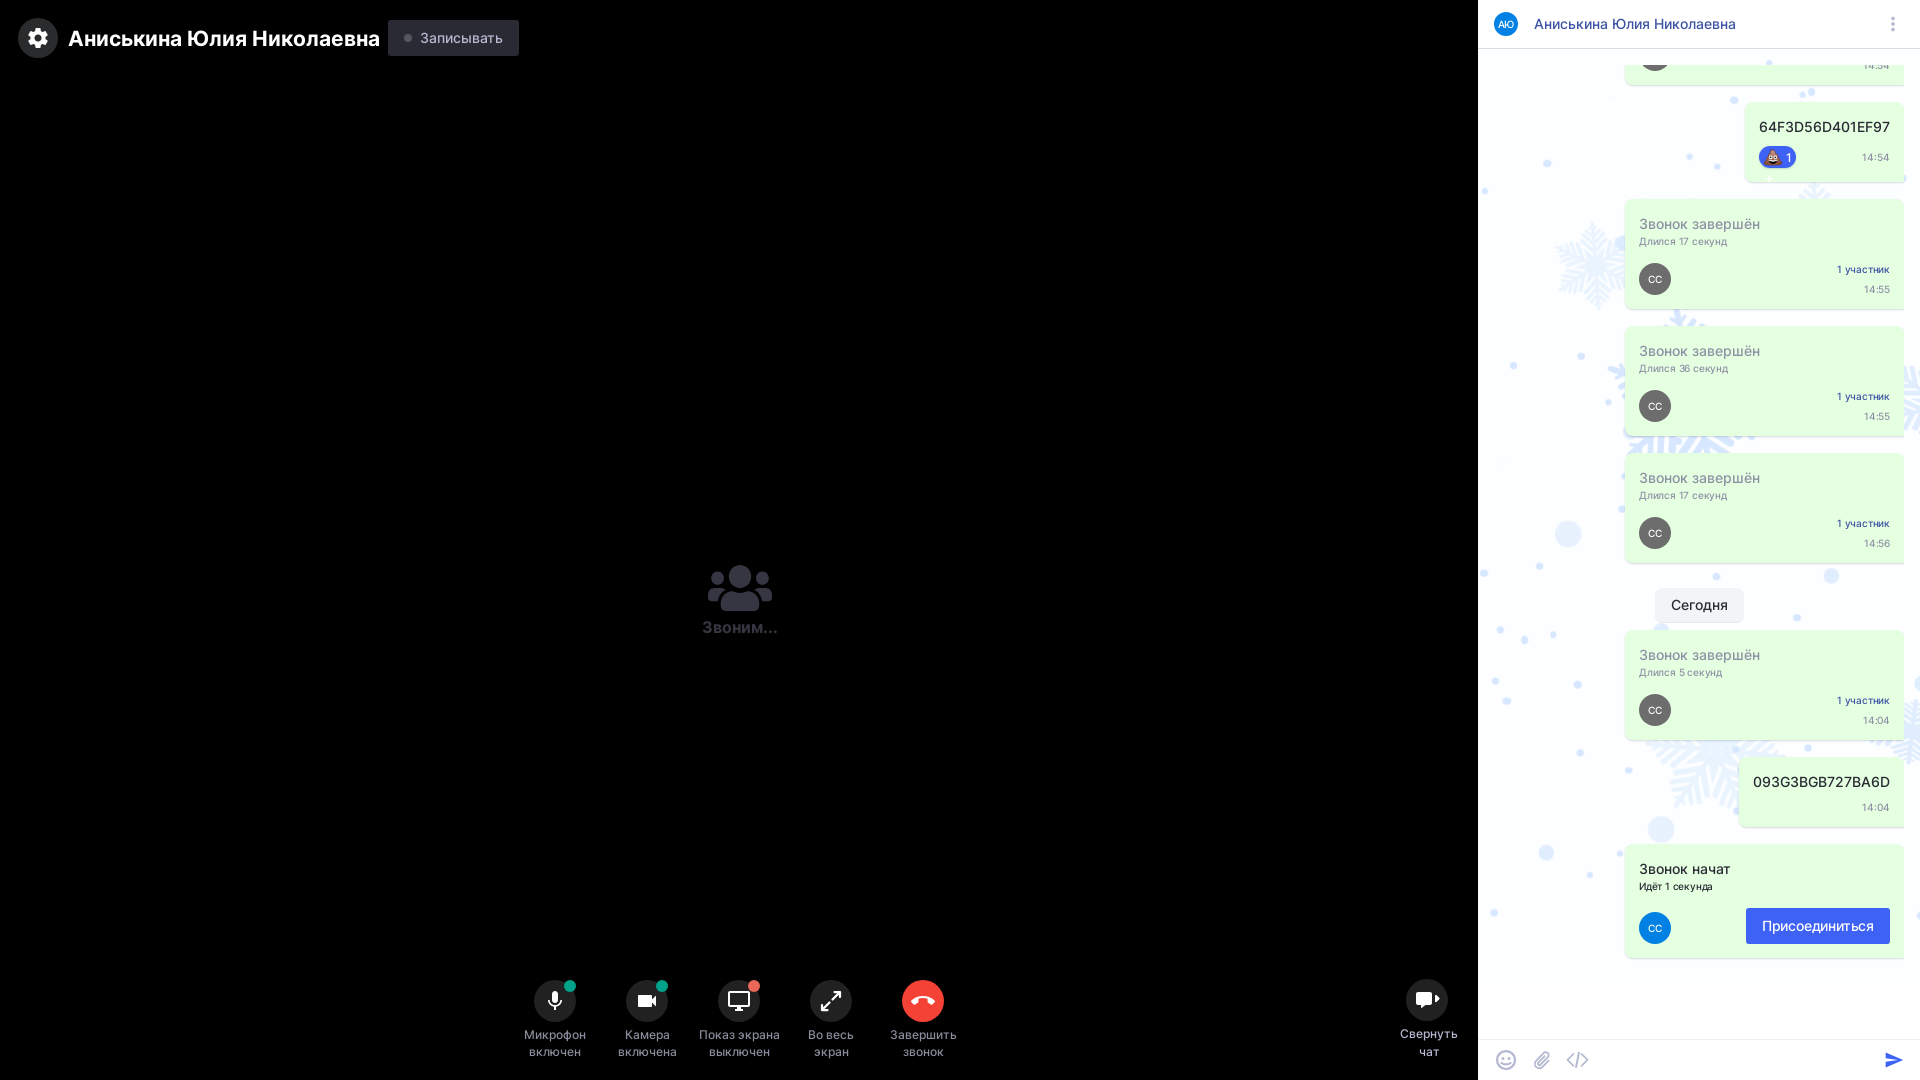 Аниськина Юлия Николаевна
Записывать
Звоним...
Микрофон
включен
Камера
включена
Показ экрана
выключен
Во весь
экран
Завершить
звонок
Свернуть
чат
АЮ
Аниськина Юлия Николаевна
14:54
64F3D56D401EF97
1
14:54
Звонок завершён
Длился 17 секунд
1 участник
СС
14:55
Звонок завершён
Длился 36 секунд
1 участник
СС
14:55
Звонок завершён
Длился 17 секунд
1 участник
СС
14:56
Сегодня
Звонок завершён
Длился 5 секунд
1 участник
СС
14:04
093G3BGB727BA6D
14:04
Звонок начат
Идёт 1 секунда
СС
Присоединиться